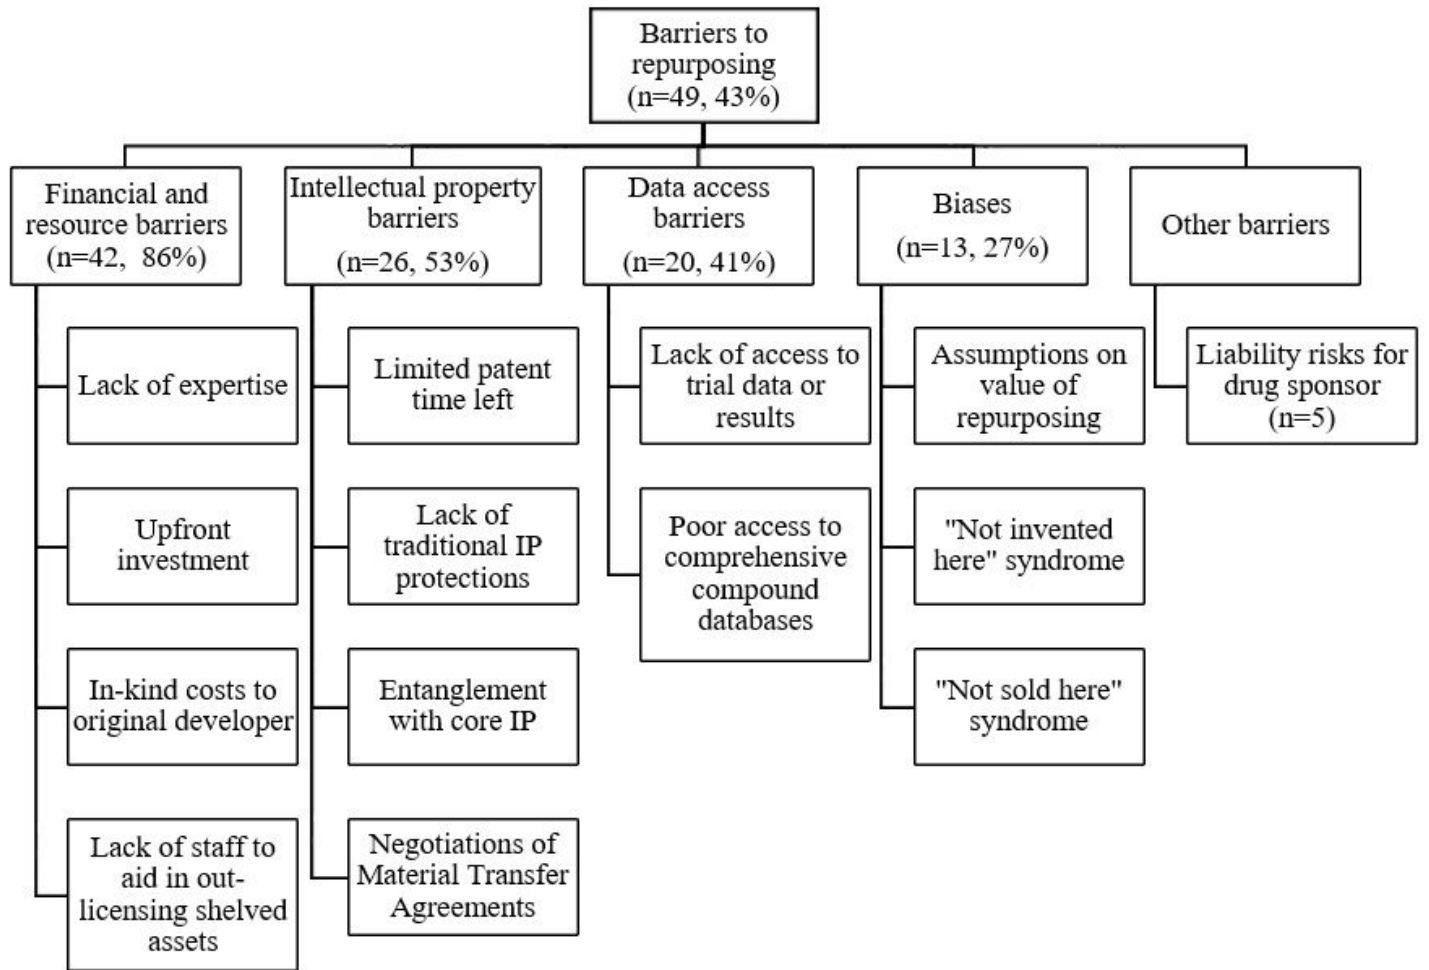 Barriers to
repurposing
(n=49, 43%)
Financial and
resource barriers
(n=42, 86%)
Lack of expertise
Upfront
investment
In-kind costs to
original developer
Lack of staff to
aid in out-
licensing shelved
assets
Intellectual property
barriers
(n=26, 53%)
Limited patent
time left
Lack of
traditional IP
protections
Entanglement
with core IP
Negotiations of
Material Transfer
Agreements
Data access
barriers
(n=20, 41%)
Lack of access to
trial data or
results
Poor access to
comprehensive
compound
databases
Biases
(n=13, 27%)
Assumptions on
value of
repurposing
"Not invented
here" syndrome
"Not sold here"
syndrome
Other barriers
Liability risks for
drug sponsor
(n=5)